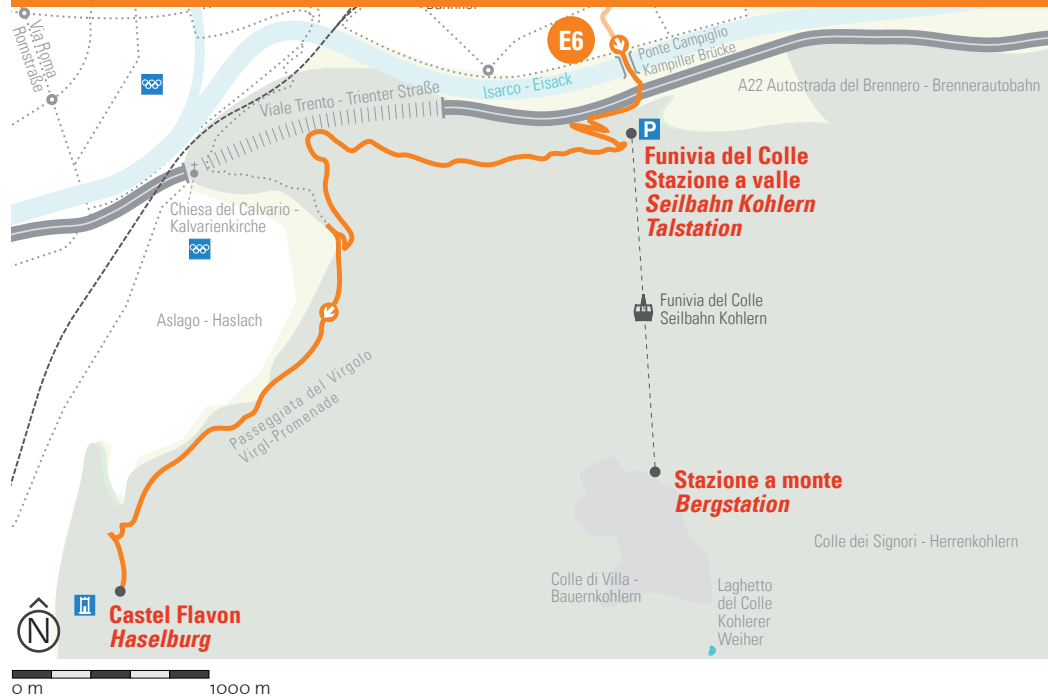 Bahnhof
Via Roma
Romstraße
E6
Ponte Campiglio
Kampiller Brücke
Isarco - Eisack
A22 Autostrada del Brennero - Brennerautobahn
Viale Trento - Trienter Straße
P
Funivia del Colle
Stazione a valle
Seilbahn Kohlern
Talstation
Chiesa del Calvario -
Kalvarienkirche
Funivia del Colle
Seilbahn Kohlern
Aslago - Haslach
Passeggiata del Virgolo
Virgl-Promenade
Stazione a monte
Bergstation
Colle dei Signori - Herrenkohlern
Colle di Villa -
Bauernkohlern
Laghetto
del Colle
Kohlerer
Weiher
Castel Flavon
Haselburg
N
0 m 1000 m